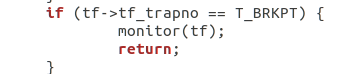 if (tf->tf_trapno == T_BRKPT) {
monitor(tf);
return;
}